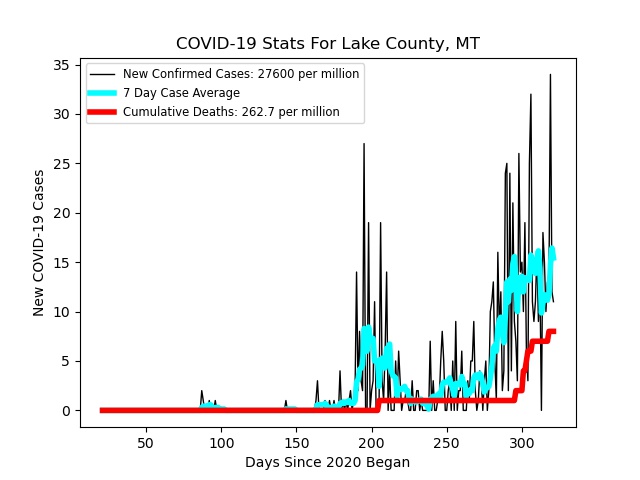 COVID-19 Stats For Lake County, MT
New Confirmed Cases: 27600 per million
7 Day Case Average
Cumulative Deaths: 262.7 per million
New COVID-19 Cases
35
30
25
20
15
10
5
0
50 100 150 200 250 300
Days Since 2020 Began